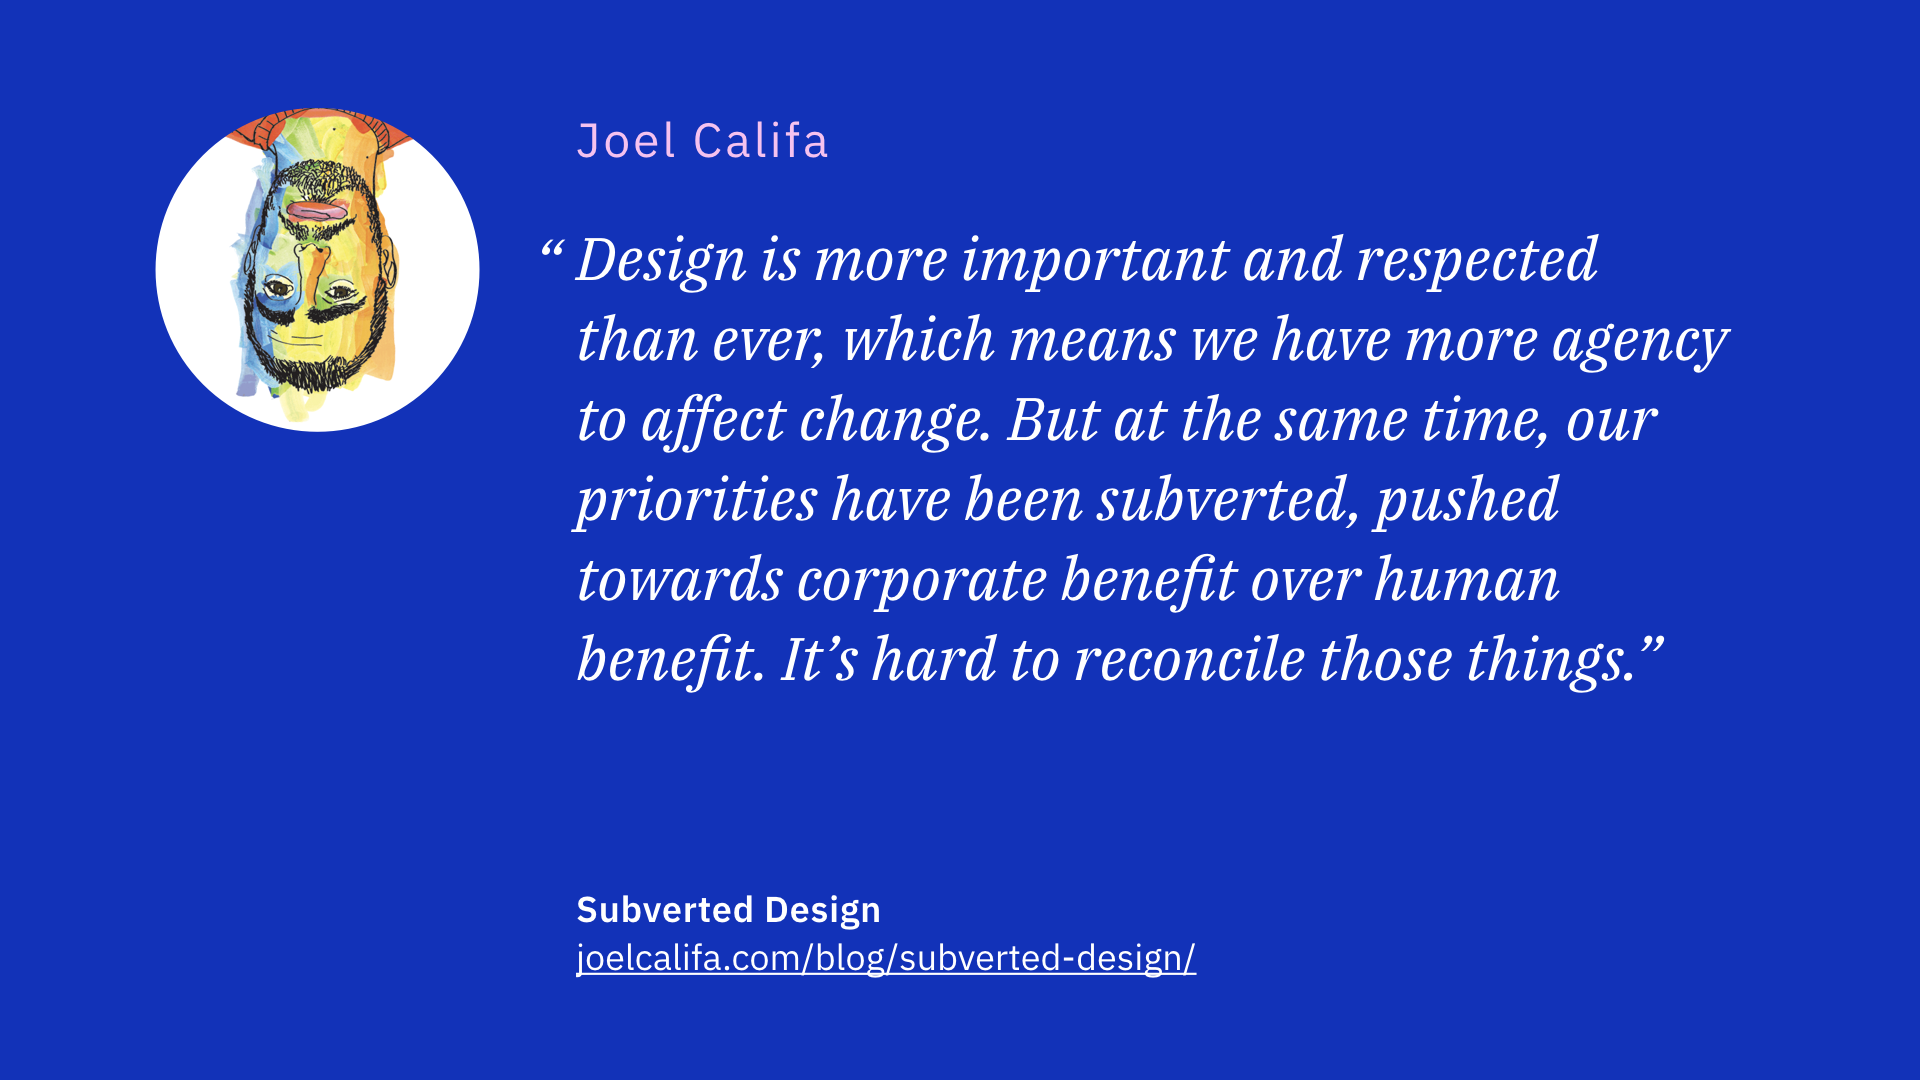 Joel Califa
“ Design is more important and respected
than ever, which means we have more agency
to affect change. But at the same time, our
priorities have been subverted, pushed
towards corporate benefit over human
benefit. It’s hard to reconcile those things.”
Subverted Design
joelcalifa.com/blog/subverted-design/